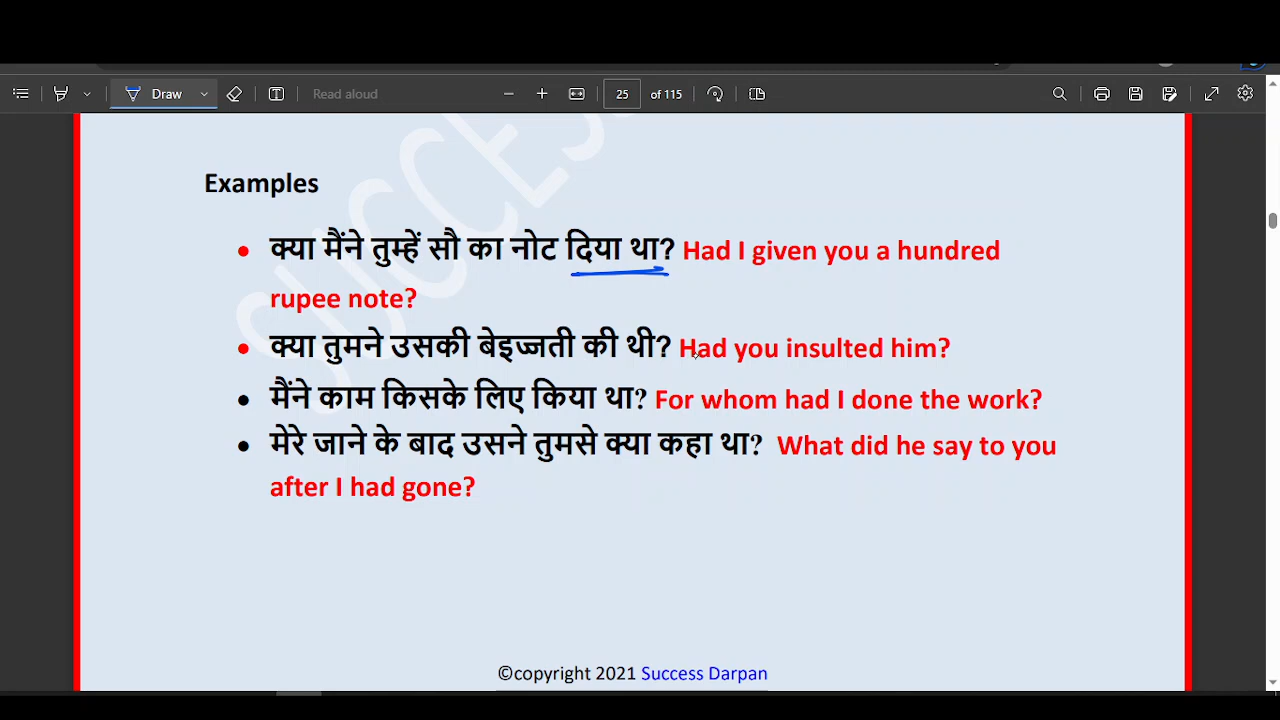 Draw
Read aloud
25
of 115
SUCCESS
Examples
क्या मैंने तुम्हें सौ का नोट दिया था? Had I given you a hundred
rupee note?
क्या तुमने उसकी बेइज्जती की थी? Had you insulted him?
मैंने काम किसके लिए किया था? For whom had I done the work?
मेरे जाने के बाद उसने तुमसे क्या कहा था? What did he say to you
after I had gone?
©copyright 2021 Success Darpan